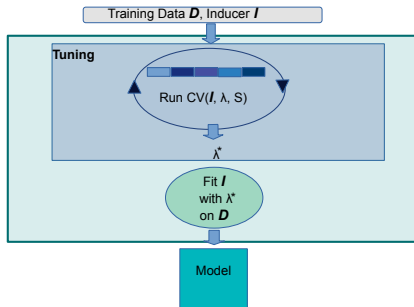 Training Data D, Inducer I
Tuning
Run CV(I, λ, S)
λ*
Fit I
with λ*
on D
Model